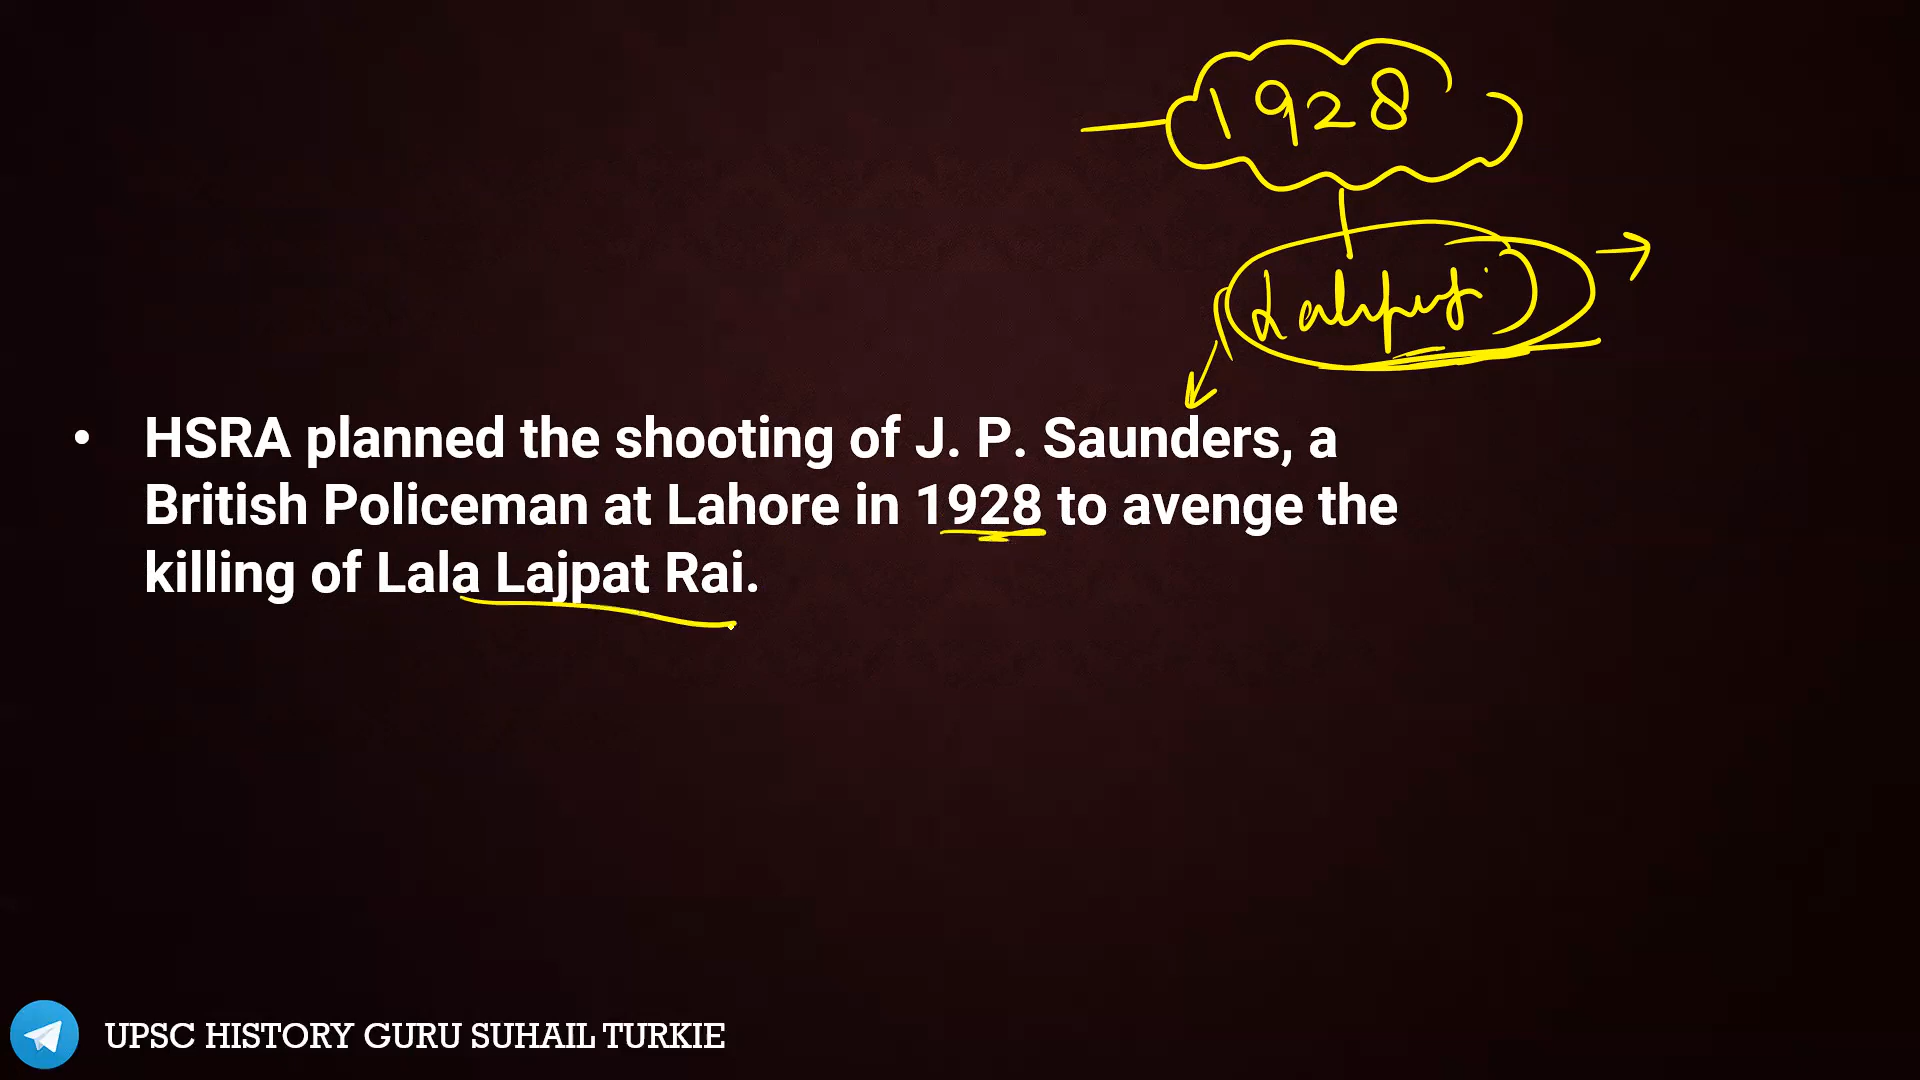 1928
• HSRA planned the shooting of J. P. Saunders, a
British Policeman at Lahore in 1928 to avenge the
killing of Lala Lajpat Rai.
UPSC HISTORY GURU SUHAIL TURKIE